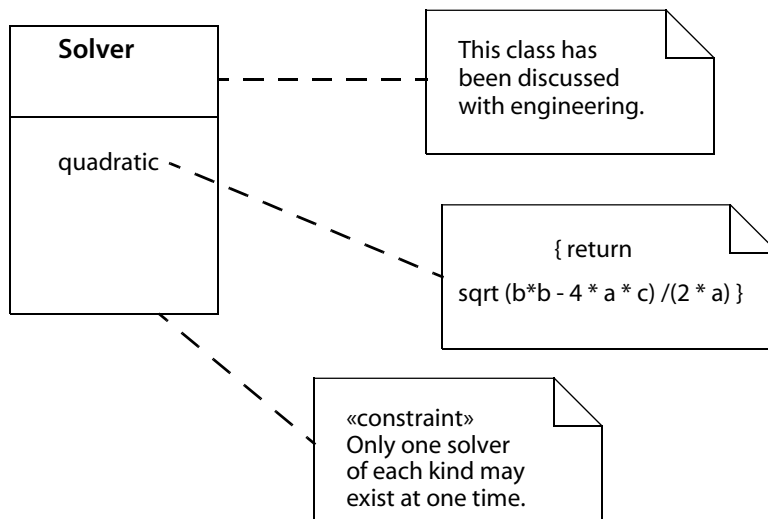 Solver
This class has
been discussed
with engineering.
quadratic
{ return
sqrt (b*b - 4 * a * c) /(2 * a) }
«constraint»
Only one solver
of each kind may
exist at one time.